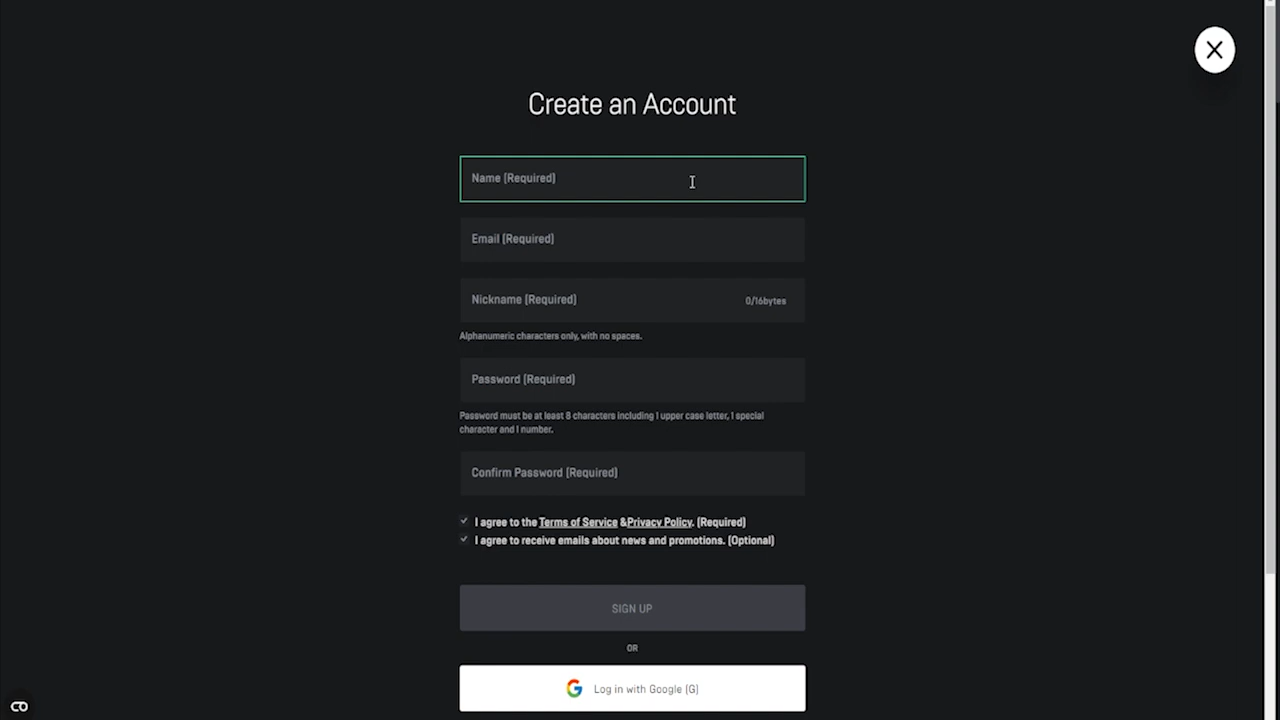 Create an Account
Name (Required)
Email (Required)
Nickname (Required) 0/16bytes
Alphanumeric characters only, with no spaces.
Password (Required)
Password must be at least 8 characters including 1 upper case letter, 1 special
character and 1 number.
Confirm Password (Required)
I agree to the Terms of Service &Privacy Policy. (Required)
I agree to receive emails about news and promotions. (Optional)
SIGN UP
OR
Log in with Google (G)